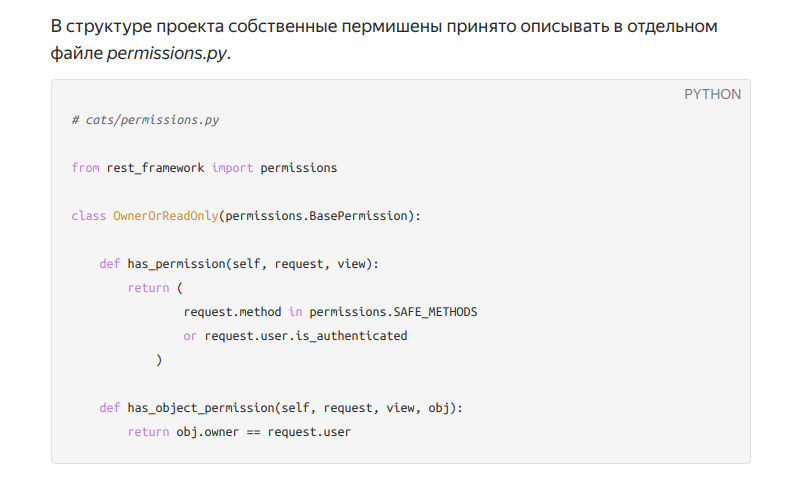 В структуре проекта собственные пермишены принято описывать в отдельном
файле permissions.py.
PYTHON
# cats/permissions.py
from rest_framework import permissions
class OwnerOrReadOnly(permissions.BasePermission):
    def has_permission(self, request, view):
        return (
                request.method in permissions.SAFE_METHODS
                or request.user.is_authenticated
            )
    def has_object_permission(self, request, view, obj):
        return obj.owner == request.user